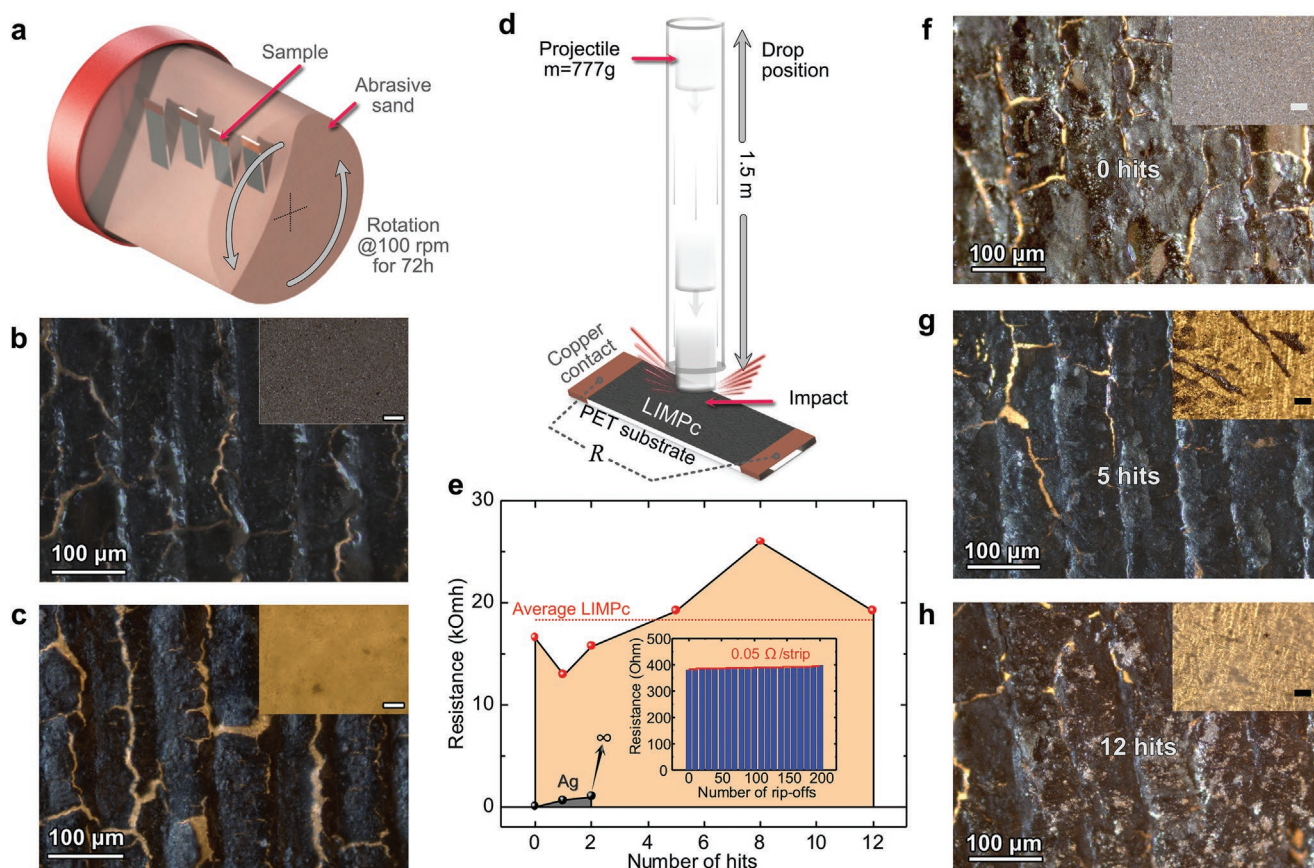 a
Sample
Abrasive
sand
Rotation
@100 rpm
for 72h
b
100 µm
c
100 µm
d
Projectile
m=777g
Drop
position
1.5 m
Copper
contact
Impact
LIMPc
PET substrate
R
e
Resistance (kOmh)
30
20
10
0
Average LIMPc
Ag
∞
0
2
4
6
8
10
12
Number of hits
Resistance (Ohm)
500
400
300
200
100
0
0.05 Ω/strip
0
50
100
150
200
Number of rip-offs
f
0 hits
100 µm
g
5 hits
100 µm
h
12 hits
100 µm